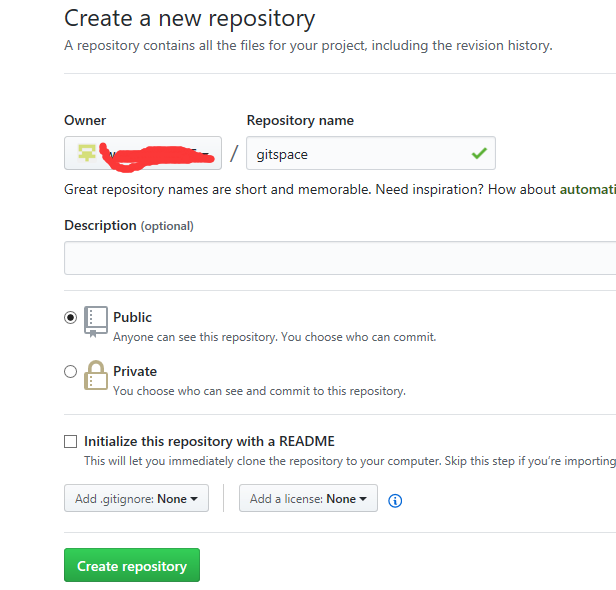 Create a new repository
A repository contains all the files for your project, including the revision history.
Owner
Repository name
/
gitspace
Great repository names are short and memorable. Need inspiration? How about
Description (optional)
Public
Anyone can see this repository. You choose who can commit.
Private
You choose who can see and commit to this repository.
Initialize this repository with a README
This will let you immediately clone the repository to your computer. Skip this step if you're importing
Add .gitignore: None
Add a license: None
Create repository